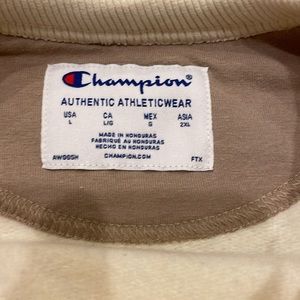 Champion®
AUTHENTIC ATHLETICWEAR
USA CA MEX ASIA
L L/G G 2XL
MADE IN HONDURAS
FABRIQUÉ AU HONDURAS
HECHO EN HONDURAS
AW065H CHAMPION.COM FTX